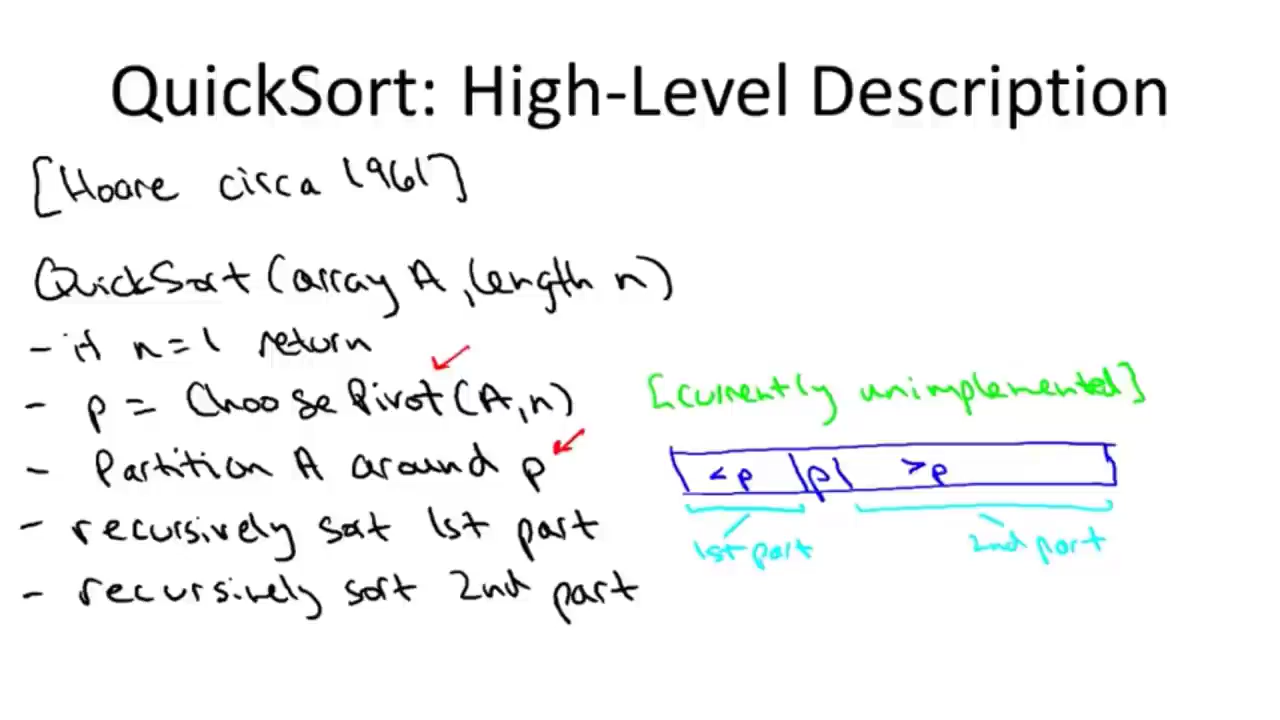 QuickSort: High-Level Description
[Hoare circa 1961]
QuickSort (array A, length n)
- if n=1 return
- p = ChoosePivot(A,n)
[currently unimplemented]
- Partition A around p
<p | p | >p
- recursively sort 1st part
1st part 2nd part
- recursively sort 2nd part